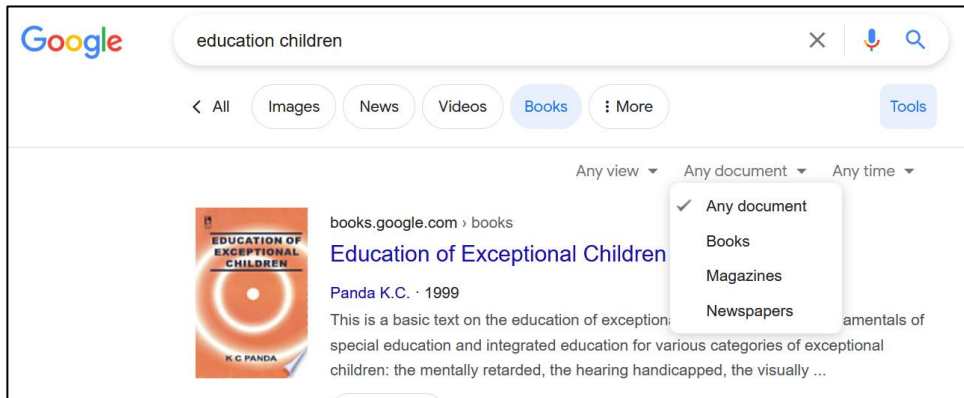 Google
education children
All Images News Videos Books More Tools
Any view Any document Any time
Any document
Books
Magazines
Newspapers
EDUCATION OF
EXCEPTIONAL
CHILDREN
K C PANDA
books.google.com › books
Education of Exceptional Children
Panda K.C. · 1999
This is a basic text on the education of exceptiona amentals of
special education and integrated education for various categories of exceptional
children: the mentally retarded, the hearing handicapped, the visually ...